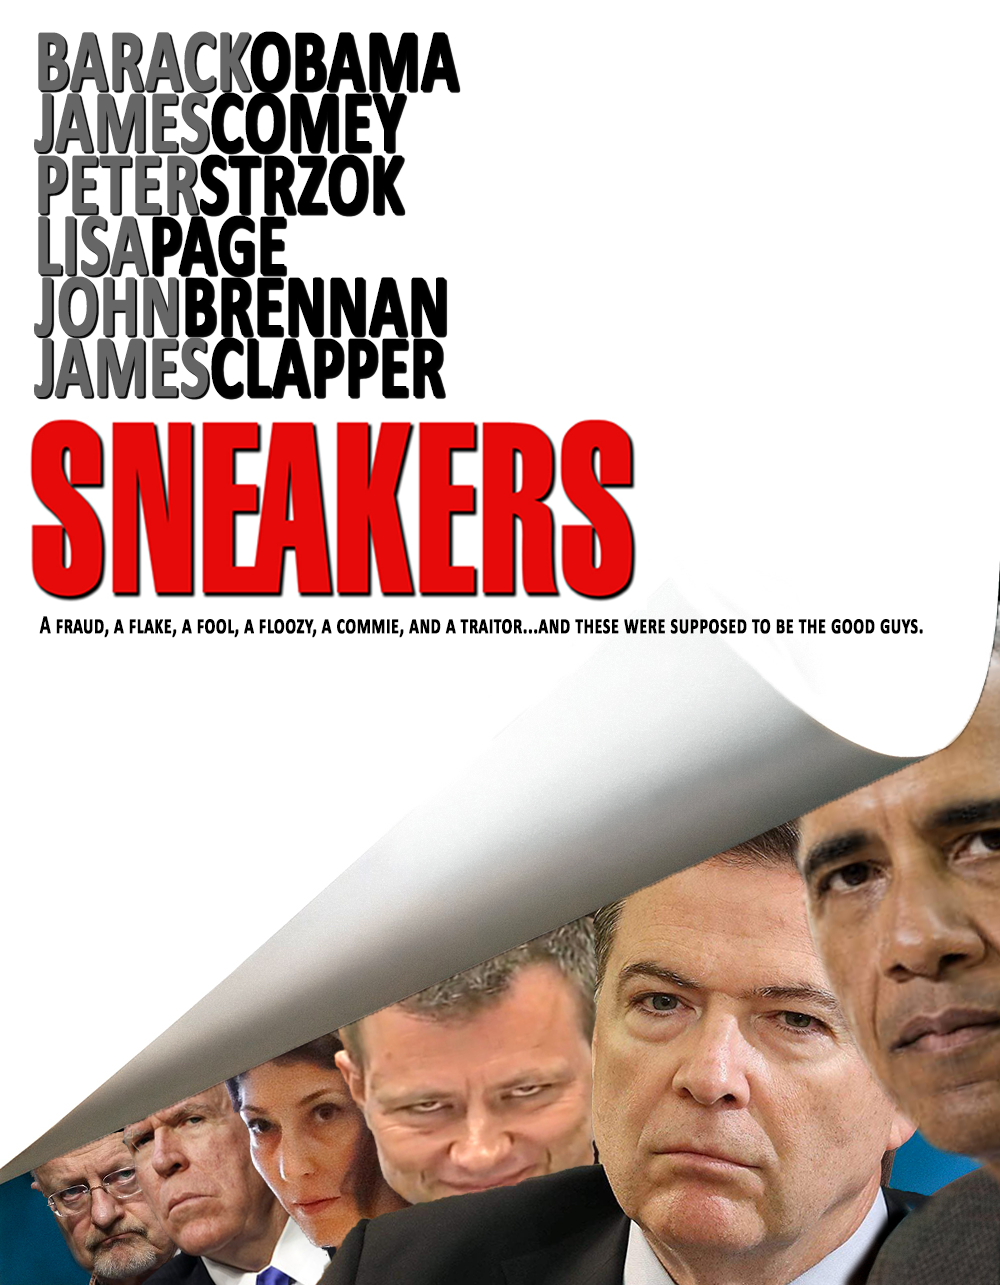 BARACKOBAMA
JAMESCOMEY
PETERSTRZOK
LISAPAGE
JOHNBRENNAN
JAMESCLAPPER
SNEAKERS
A FRAUD, A FLAKE, A FOOL, A FLOOZY, A COMMIE, AND A TRAITOR...AND THESE WERE SUPPOSED TO BE THE GOOD GUYS.